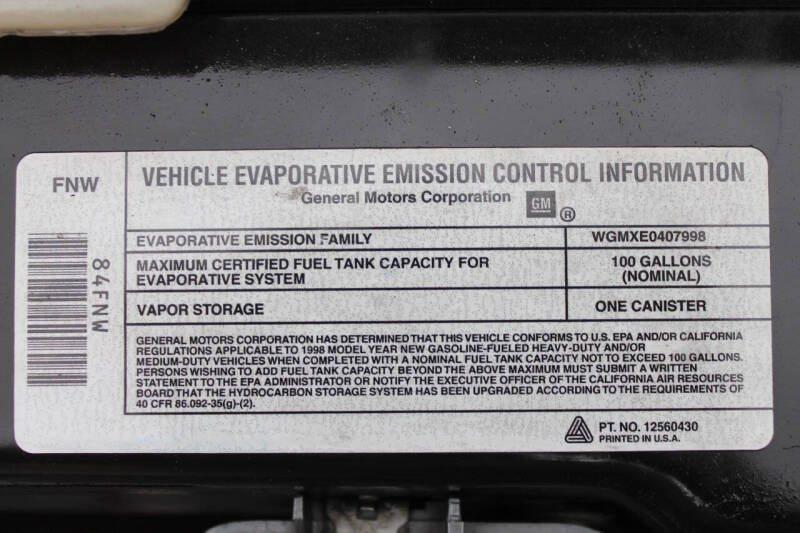 FNW
84FNW
VEHICLE EVAPORATIVE EMISSION CONTROL INFORMATION
General Motors Corporation GM ®
EVAPORATIVE EMISSION FAMILY WGMXE0407998
MAXIMUM CERTIFIED FUEL TANK CAPACITY FOR
EVAPORATIVE SYSTEM
100 GALLONS
(NOMINAL)
VAPOR STORAGE ONE CANISTER
GENERAL MOTORS CORPORATION HAS DETERMINED THAT THIS VEHICLE CONFORMS TO U.S. EPA AND/OR CALIFORNIA
REGULATIONS APPLICABLE TO 1998 MODEL YEAR NEW GASOLINE-FUELED HEAVY-DUTY AND/OR
MEDIUM-DUTY VEHICLES WHEN COMPLETED WITH A NOMINAL FUEL TANK CAPACITY NOT TO EXCEED 100 GALLONS.
PERSONS WISHING TO ADD FUEL TANK CAPACITY BEYOND THE ABOVE MAXIMUM MUST SUBMIT A WRITTEN
STATEMENT TO THE EPA ADMINISTRATOR OR NOTIFY THE EXECUTIVE OFFICER OF THE CALIFORNIA AIR RESOURCES
BOARD THAT THE HYDROCARBON STORAGE SYSTEM HAS BEEN UPGRADED ACCORDING TO THE REQUIREMENTS OF
40 CFR 86.092-35(g)-(2).
PT. NO. 12560430
PRINTED IN U.S.A.